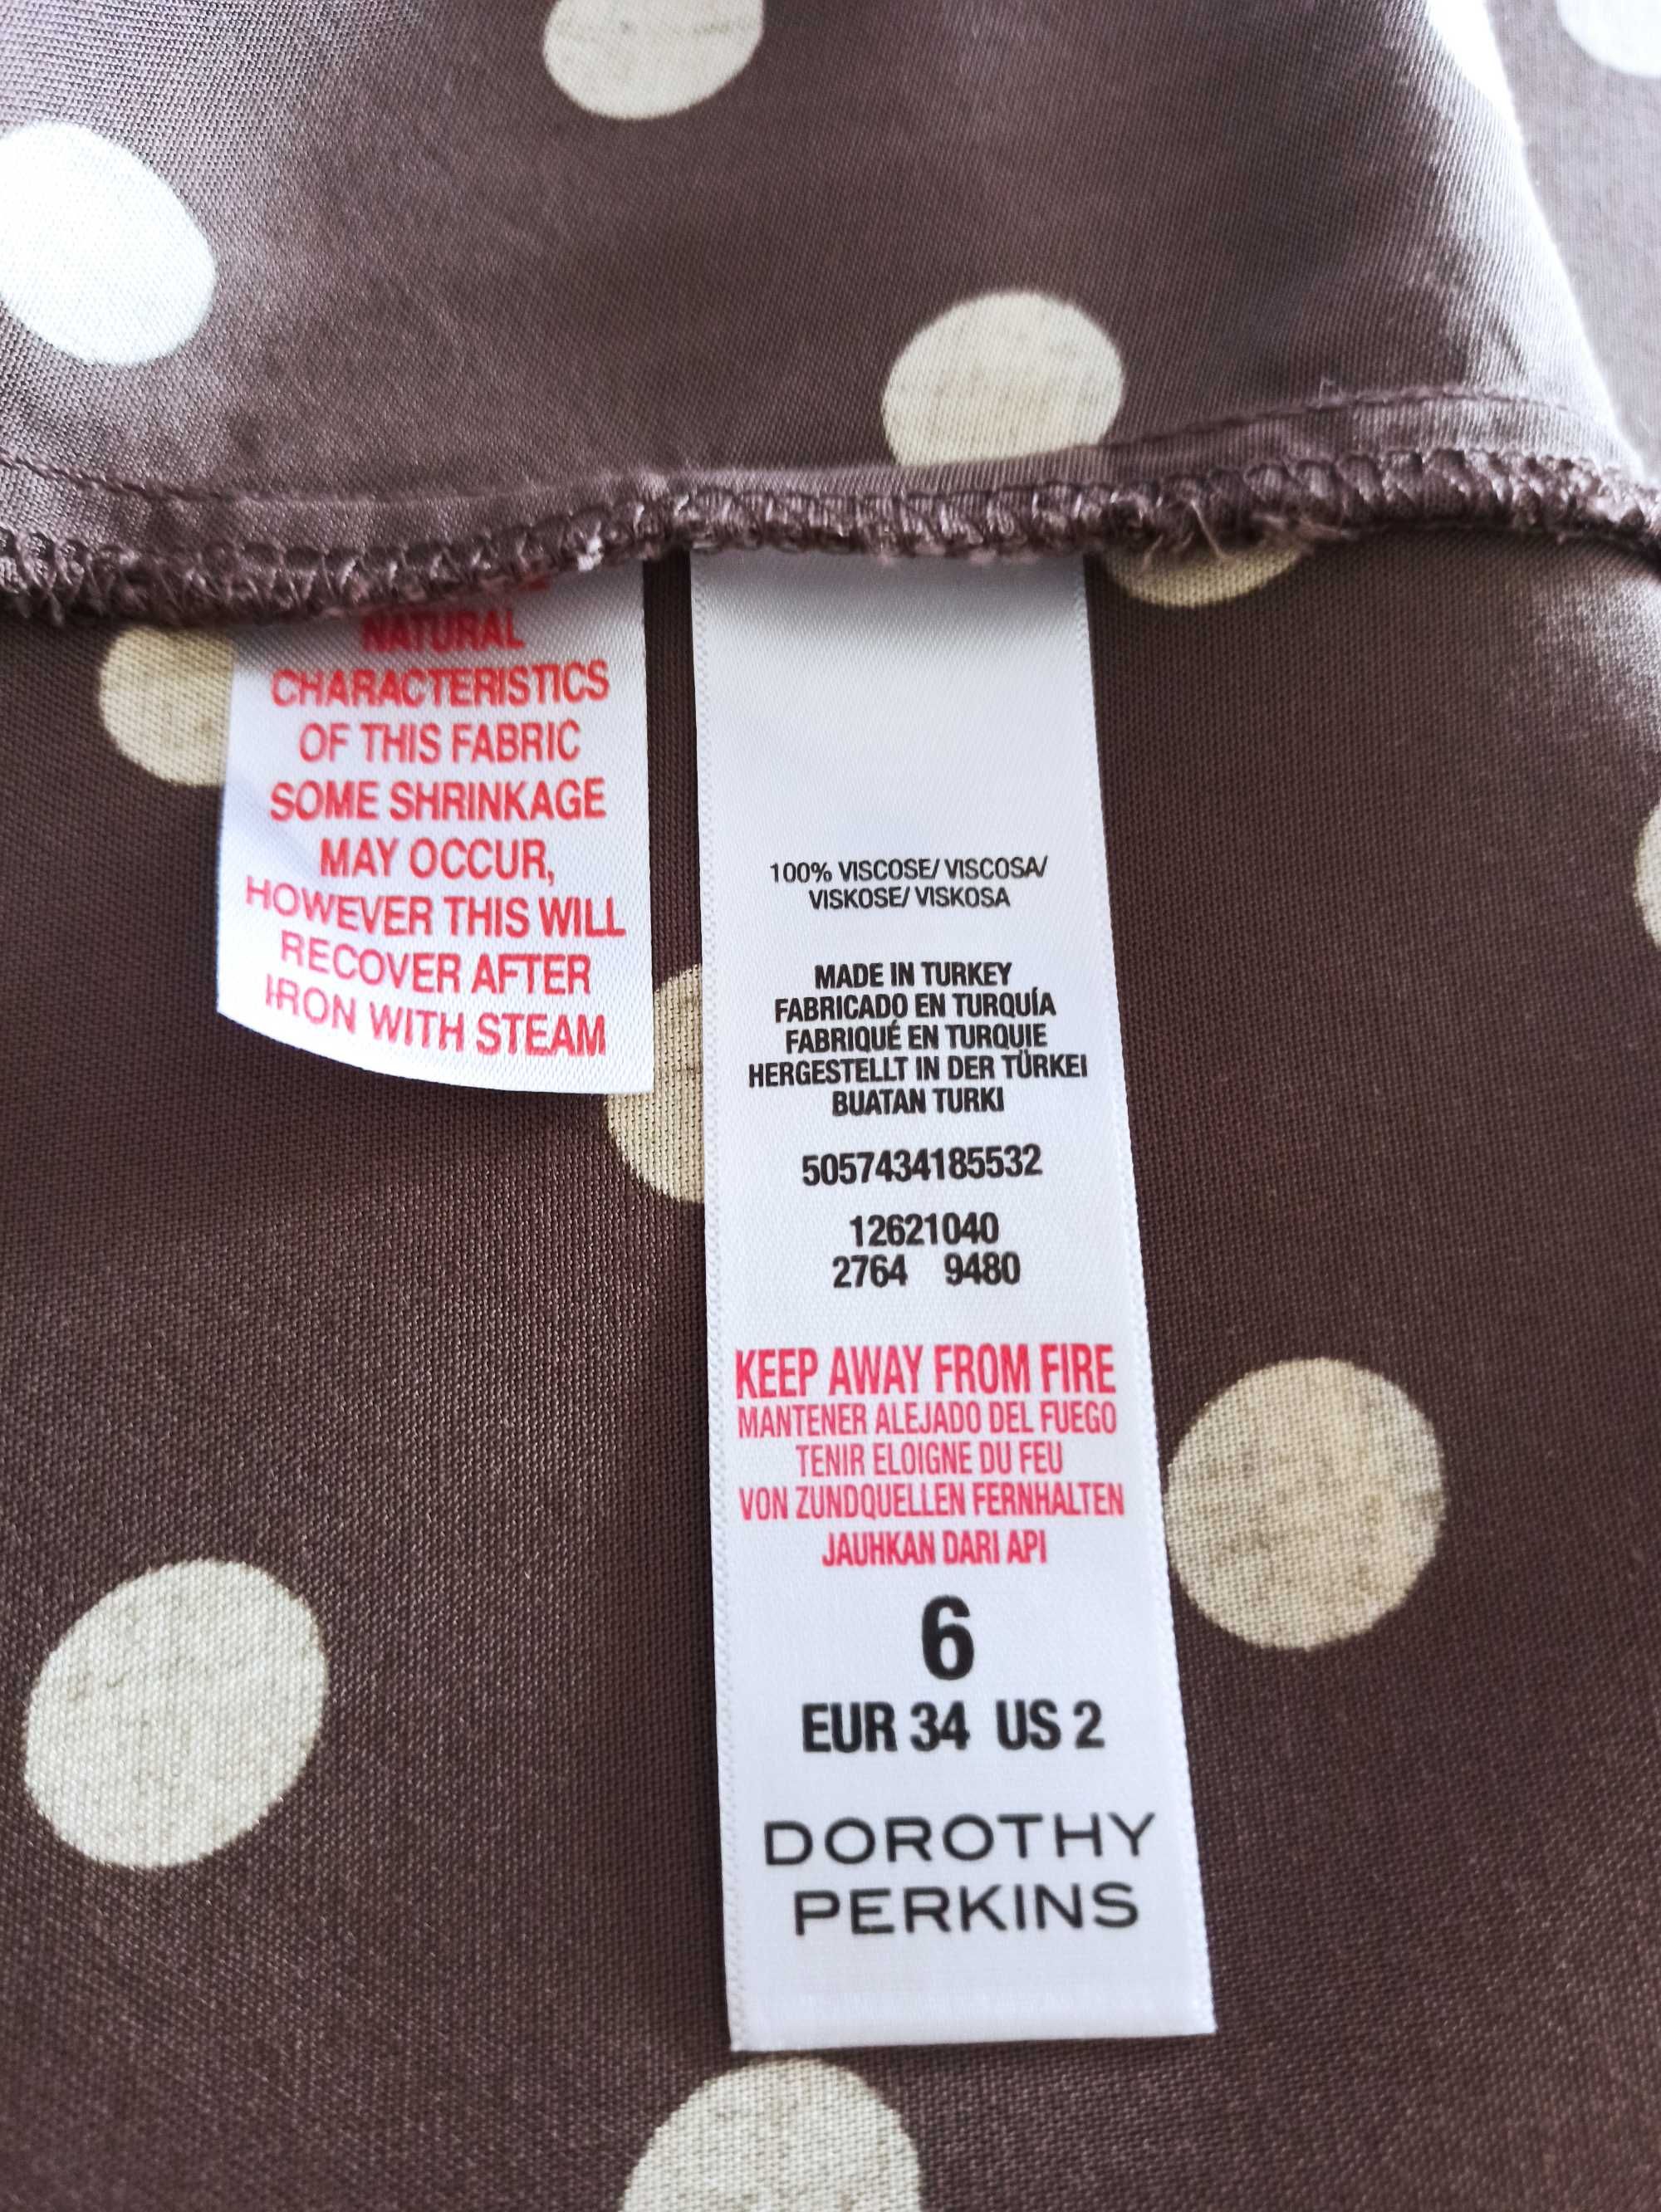 NATURAL
CHARACTERISTICS
OF THIS FABRIC
SOME SHRINKAGE
MAY OCCUR,
HOWEVER THIS WILL
RECOVER AFTER
IRON WITH STEAM
100% VISCOSE/ VISCOSA/
VISKOSE/ VISKOSA
MADE IN TURKEY
FABRICADO EN TURQUÍA
FABRIQUÉ EN TURQUIE
HERGESTELLT IN DER TÜRKEI
BUATAN TURKI
5057434185532
12621040
2764 9480
KEEP AWAY FROM FIRE
MANTENER ALEJADO DEL FUEGO
TENIR ELOIGNE DU FEU
VON ZUNDQUELLEN FERNHALTEN
JAUHKAN DARI API
6
EUR 34 US 2
DOROTHY
PERKINS